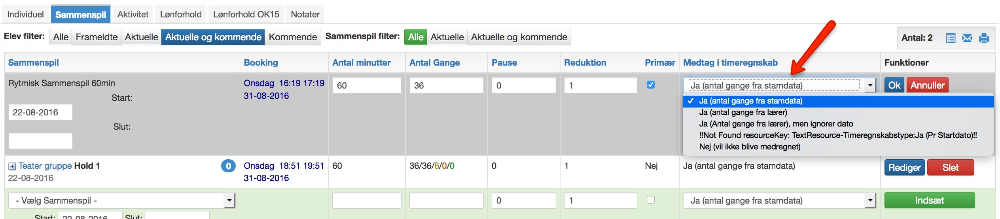 Individuel Sammenspil Aktivitet Lønforhold Lønforhold OK15 Notater
Elev filter: Alle Frameldte Aktuelle Aktuelle og kommende Kommende Sammenspil filter: Alle Aktuelle Aktuelle og kommende Antal: 2
Sammenspil Booking Antal minutter Antal Gange Pause Reduktion Primær Medtag i timeregnskab Funktioner
Rytmisk Sammenspil 60min Onsdag 16:19 17:19 60 36 0 1 Ja (antal gange fra stamdata) Ok Annuller
31-08-2016
Start:
22-08-2016
Slut:
Ja (antal gange fra stamdata)
Ja (antal gange fra lærer)
Ja (Antal gange fra lærer), men ignorer dato
!!Not Found resourceKey: TextResource-Timeregnskabstype:Ja (Pr Startdato)!!
Nej (vil ikke blive medregnet)
Teater gruppe Hold 1 0 Onsdag 18:51 19:51 60 36/36/6/0/0 0 1 Nej Ja (antal gange fra stamdata) Rediger Slet
22-08-2016 31-08-2016
- Vælg Sammenspil - 0 1 Ja (antal gange fra stamdata) Indsæt
Start: 22-08-2016 Slut: